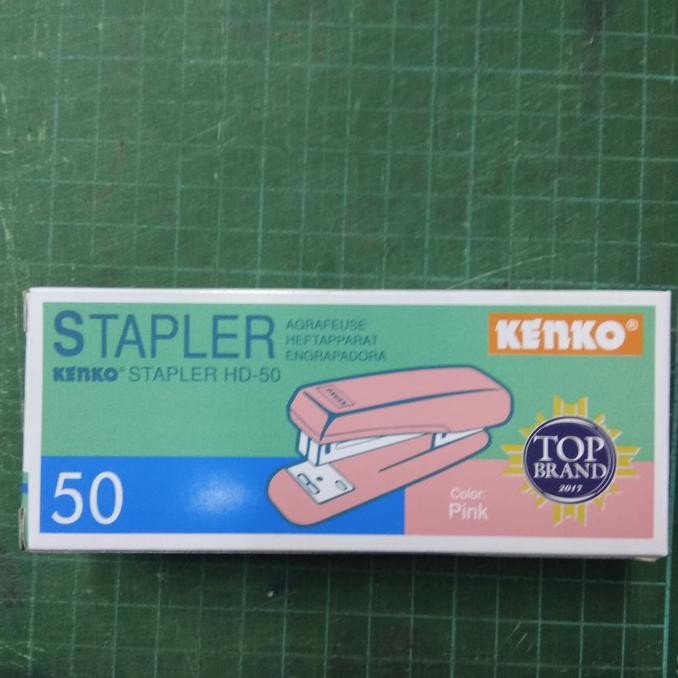 STAPLER
AGRAFEUSE
HEFTAPPARAT
ENGRAPADORA
KENKO®
KENKO® STAPLER HD-50
50
Color:
Pink
TOP
BRAND
2017